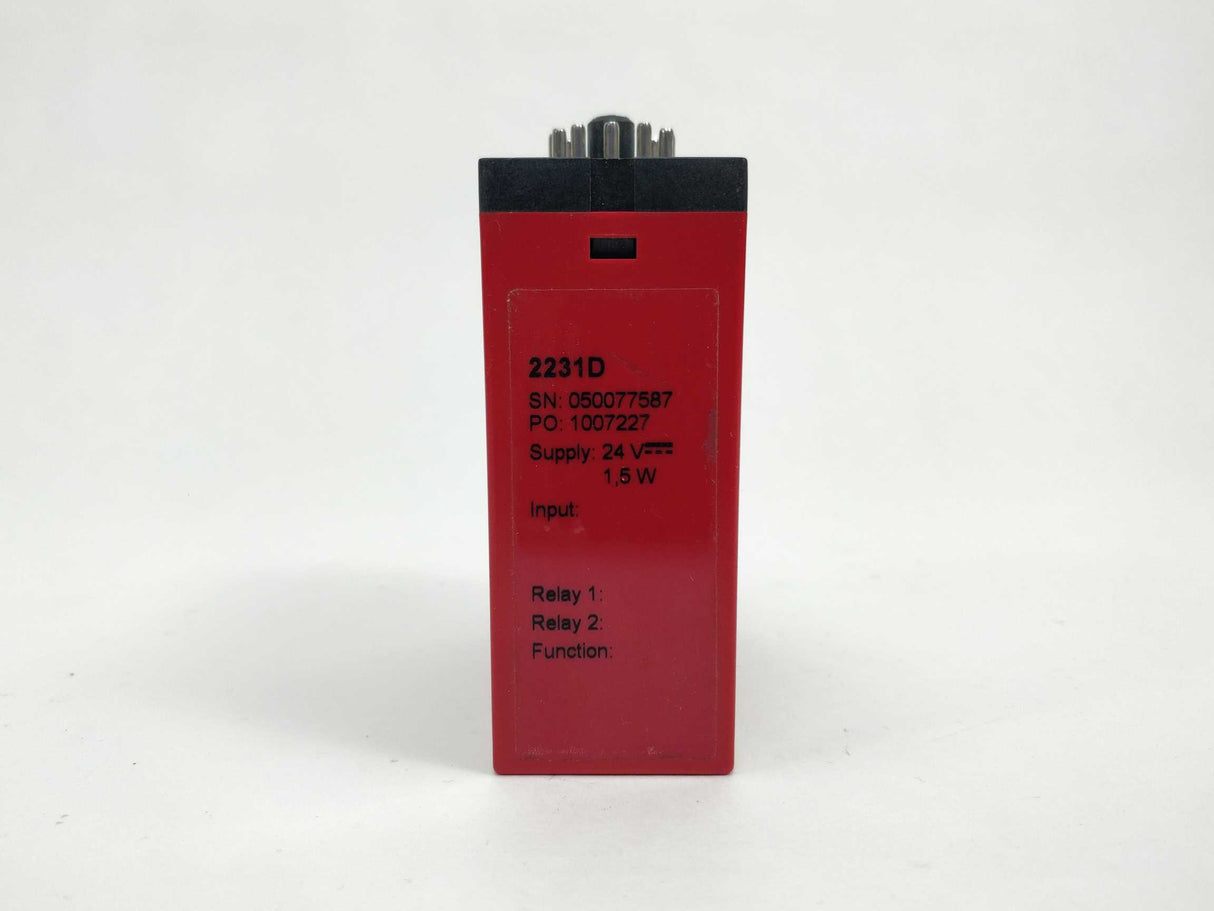 2231D
SN: 050077587
PO: 1007227
Supply: 24 V⎓
1,5 W
Input:
Relay 1:
Relay 2:
Function: